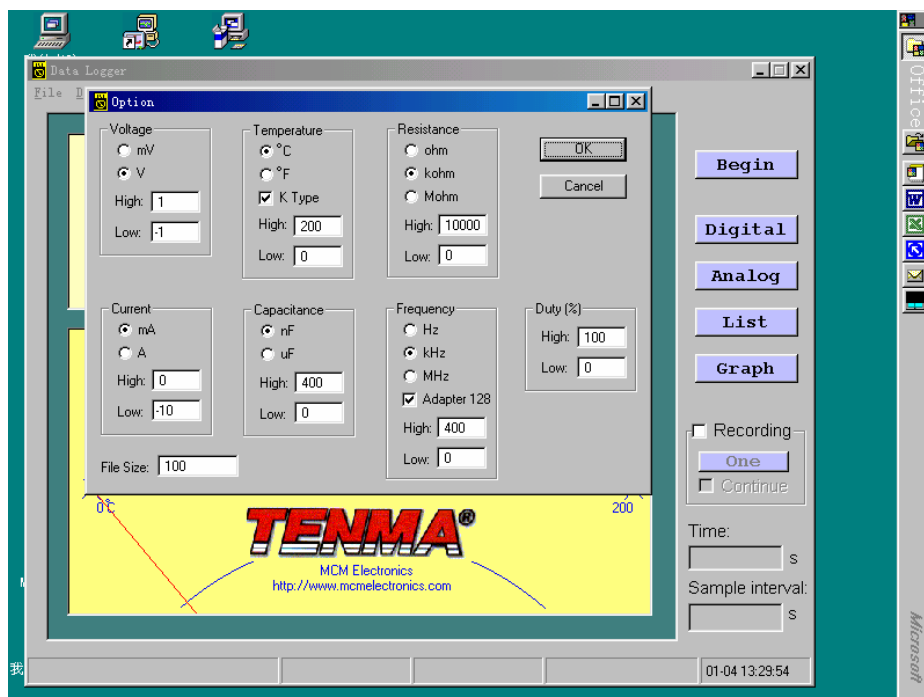 Data Logger
File D
Option
Voltage
mV
V
High: 1
Low: -1
Temperature
°C
°F
K Type
High: 200
Low: 0
Resistance
ohm
kohm
Mohm
High: 10000
Low: 0
OK
Cancel
Current
mA
A
High: 0
Low: -10
Capacitance
nF
uF
High: 400
Low: 0
Frequency
Hz
kHz
MHz
Adapter 128
High: 400
Low: 0
Duty (%)
High: 100
Low: 0
File Size: 100
Begin
Digital
Analog
List
Graph
Recording
One
Continue
Time:
S
Sample interval:
S
0°C
200
TENMA®
MCM Electronics
http://www.mcmelectronics.com
01-04 13:29:54
我
Office
Microsoft